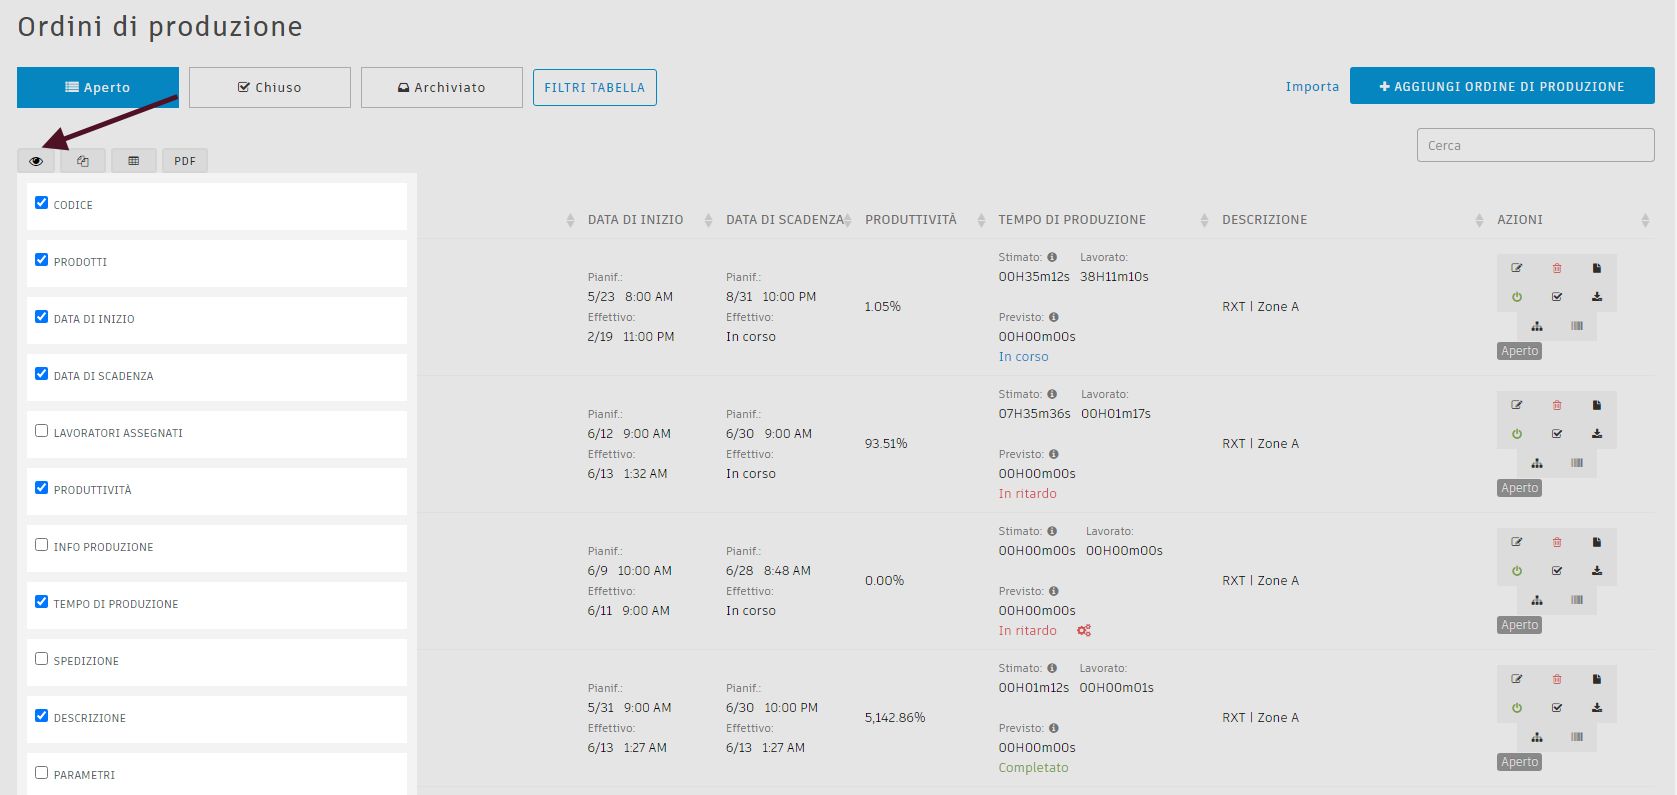 Ordini di produzione
Aperto
Chiuso
Archiviato
FILTRI TABELLA
Importa
AGGIUNGI ORDINE DI PRODUZIONE
Cerca
PDF
CODICE
PRODOTTI
DATA DI INIZIO
DATA DI SCADENZA
LAVORATORI ASSEGNATI
PRODUTTIVITÀ
INFO PRODUZIONE
TEMPO DI PRODUZIONE
SPEDIZIONE
DESCRIZIONE
PARAMETRI
DATA DI INIZIO DATA DI SCADENZA PRODUTTIVITÀ TEMPO DI PRODUZIONE DESCRIZIONE AZIONI
Stimato: Lavorato:
00H35m12s 38H11m10s
Pianif.: Pianif.:
5/23 8:00 AM 8/31 10:00 PM
1.05%
RXT | Zone A
Effettivo: Effettivo: Previsto:
2/19 11:00 PM In corso 00H00m00s
In corso
Aperto
Stimato: Lavorato:
07H35m36s 00H01m17s
Pianif.: Pianif.:
6/12 9:00 AM 6/30 9:00 AM
93.51%
RXT | Zone A
Effettivo: Effettivo: Previsto:
6/13 1:32 AM In corso 00H00m00s
In ritardo
Aperto
Stimato: Lavorato:
00H00m00s 00H00m00s
Pianif.: Pianif.:
6/9 10:00 AM 6/28 8:48 AM
0.00%
RXT | Zone A
Effettivo: Effettivo: Previsto:
6/11 9:00 AM In corso 00H00m00s
In ritardo
Aperto
Stimato: Lavorato:
00H01m12s 00H00m01s
Pianif.: Pianif.:
5/31 9:00 AM 6/30 10:00 PM
5,142.86%
RXT | Zone A
Effettivo: Effettivo: Previsto:
6/13 1:27 AM 6/13 1:27 AM 00H00m00s
Completato
Aperto